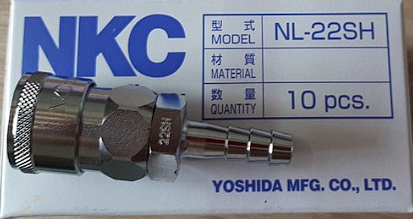 NKC
型式
MODEL
NL-22SH
材質
MATERIAL
数量
QUANTITY
10 pcs.
22SH
YOSHIDA MFG. CO., LTD.